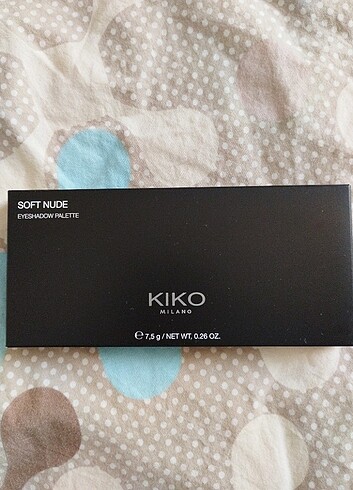 SOFT NUDE
EYESHADOW PALETTE
KIKO
MILANO
℮ 7,5 g / NET WT. 0.26 OZ.